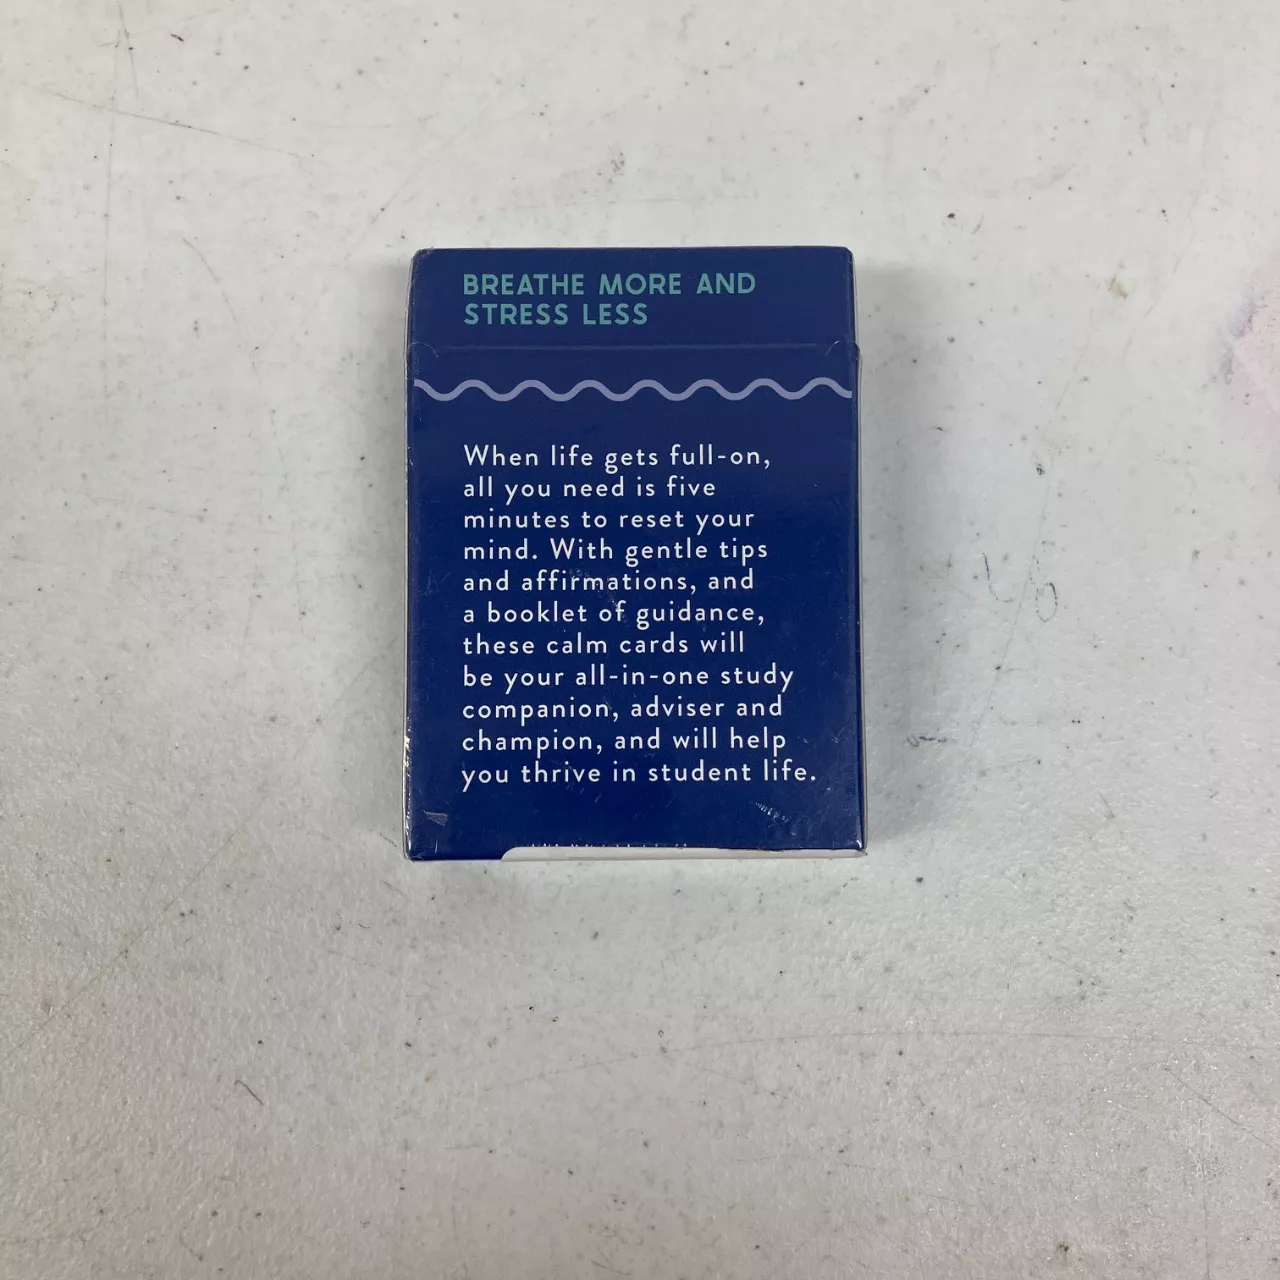 BREATHE MORE AND
STRESS LESS
When life gets full-on,
all you need is five
minutes to reset your
mind. With gentle tips
and affirmations, and
a booklet of guidance,
these calm cards will
be your all-in-one study
companion, adviser and
champion, and will help
you thrive in student life.